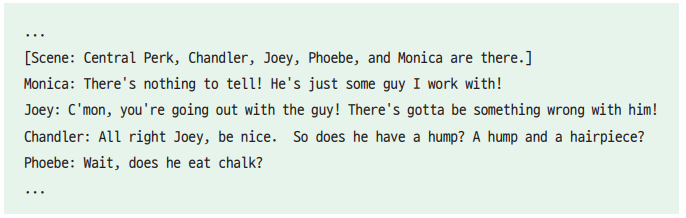 ...
[Scene: Central Perk, Chandler, Joey, Phoebe, and Monica are there.]
Monica: There's nothing to tell! He's just some guy I work with!
Joey: C'mon, you're going out with the guy! There's gotta be something wrong with him!
Chandler: All right Joey, be nice.  So does he have a hump? A hump and a hairpiece?
Phoebe: Wait, does he eat chalk?
...